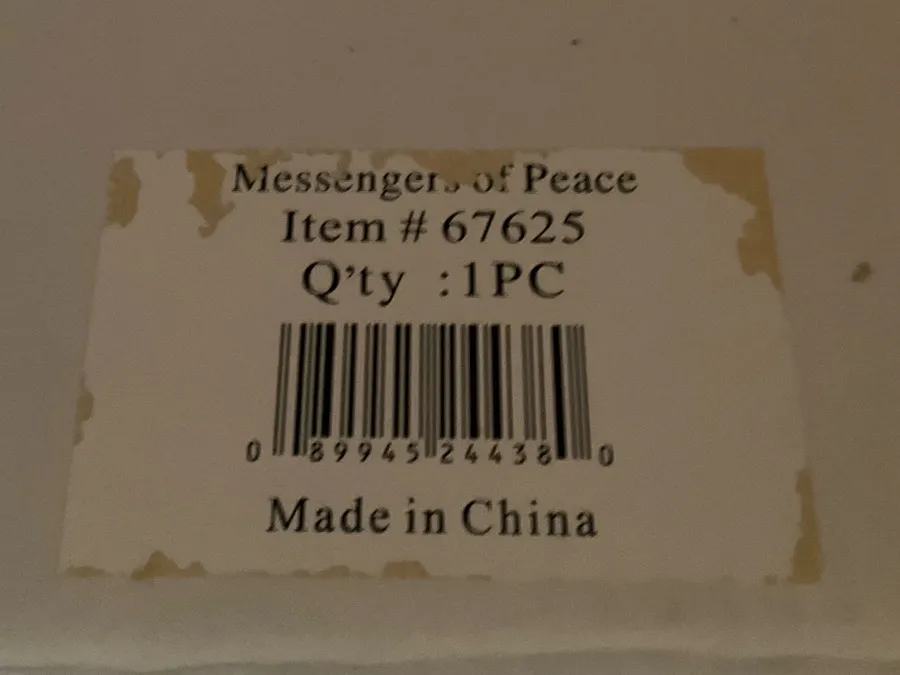 Messengers of Peace
Item # 67625
Q'ty :1PC
0 89945 24438 0
Made in China